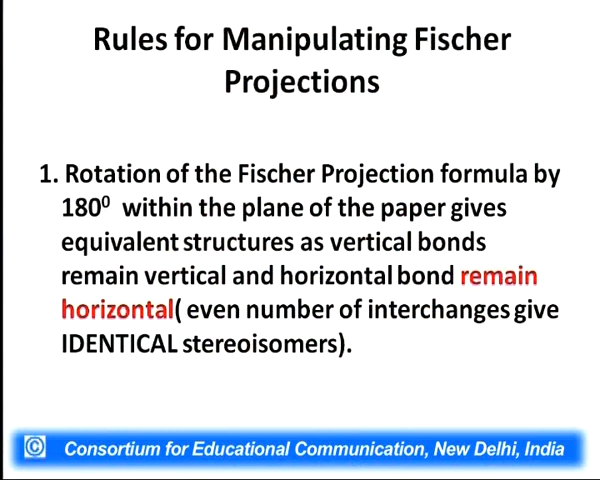 Rules for Manipulating Fischer
Projections
1. Rotation of the Fischer Projection formula by
180⁰ within the plane of the paper gives
equivalent structures as vertical bonds
remain vertical and horizontal bond remain
horizontal( even number of interchanges give
IDENTICAL stereoisomers).
© Consortium for Educational Communication, New Delhi, India